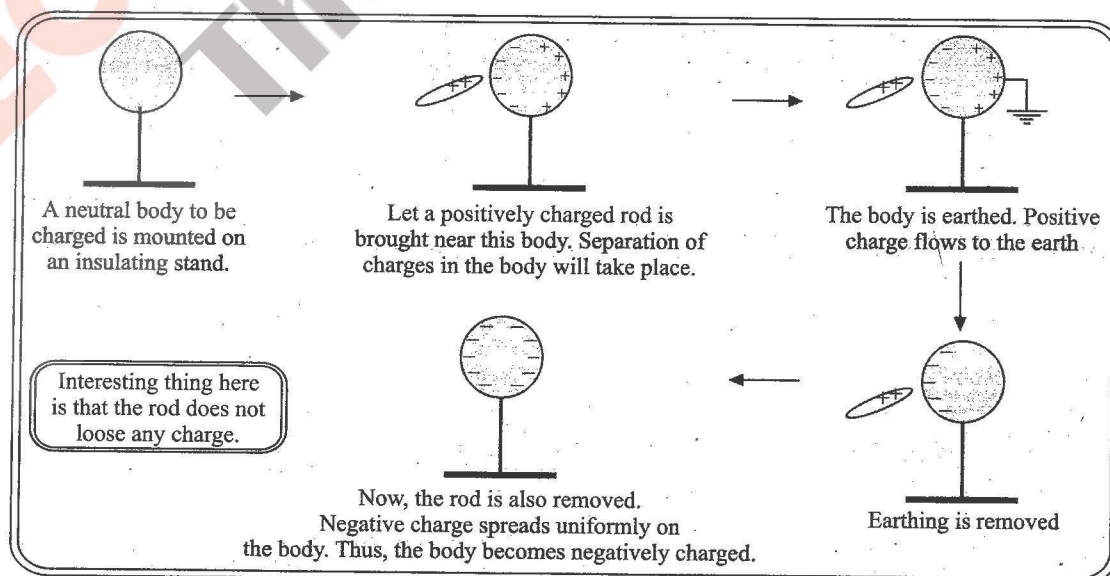 A neutral body to be
charged is mounted on
an insulating stand.
Let a positively charged rod is
brought near this body. Separation of
charges in the body will take place.
The body is earthed. Positive
charge flows to the earth
Earthing is removed
Now, the rod is also removed.
Negative charge spreads uniformly on
the body. Thus, the body becomes negatively charged.
Interesting thing here
is that the rod does not
loose any charge.